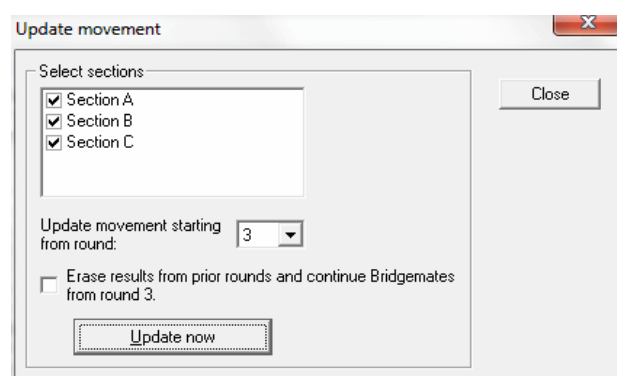 Update movement
Select sections
Section A
Section B
Section C
Close
Update movement starting
from round:
3
Erase results from prior rounds and continue Bridgemates
from round 3.
Update now